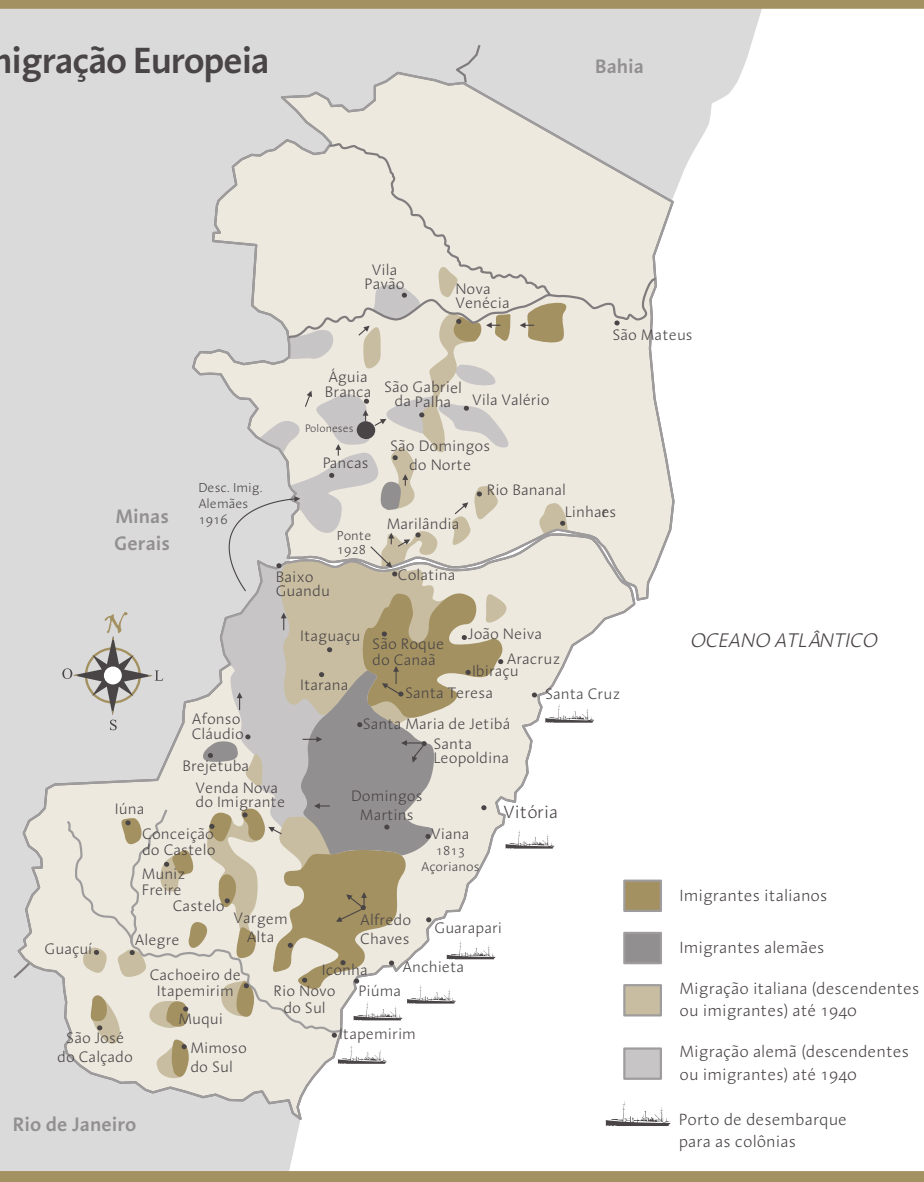 nigração Europeia
Bahia
Vila
Pavão
Nova
Venécia
São Mateus
Águia
Branca
São Gabriel
da Palha
Vila Valério
Poloneses
São Domingos
do Norte
Pancas
Desc. Imig.
Alemães
1916
Rio Bananal
Minas
Gerais
Linhares
Marilândia
Ponte
1928
Baixo
Guandu
Colatina
N
O
L
S
Itaguaçu
São Roque
do Canaã
João Neiva
OCEANO ATLÂNTICO
Aracruz
Ibiraçu
Itarana
Santa Teresa
Santa Cruz
Afonso
Cláudio
Santa Maria de Jetibá
Santa
Leopoldina
Brejetuba
Venda Nova
do Imigrante
Domingos
Martins
Iúna
Vitória
Conceição
do Castelo
Viana
1813
Açorianos
Muniz
Freire
Castelo
Vargem
Alta
Alfredo
Chaves
Guarapari
Guaçuí
Alegre
Iconha
Anchieta
Cachoeiro de
Itapemirim
Rio Novo
do Sul
Piúma
Muqui
São José
do Calçado
Itapemirim
Mimoso
do Sul
Rio de Janeiro
Imigrantes italianos
Imigrantes alemães
Migração italiana (descendentes
ou imigrantes) até 1940
Migração alemã (descendentes
ou imigrantes) até 1940
Porto de desembarque
para as colônias